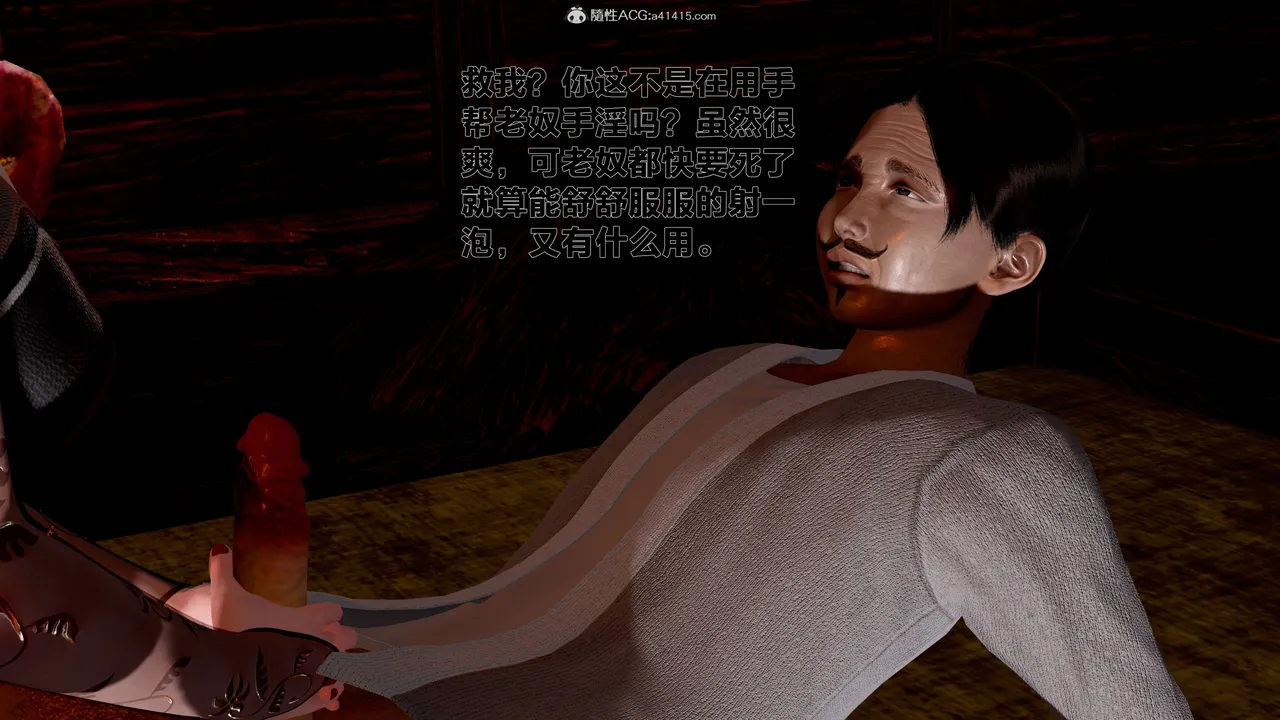 隨性ACG:a41415.com
救我？你这不是在用手
帮老奴手淫吗？虽然很
爽，可老奴都快要死了
就算能舒舒服服的射一
泡，又有什么用。